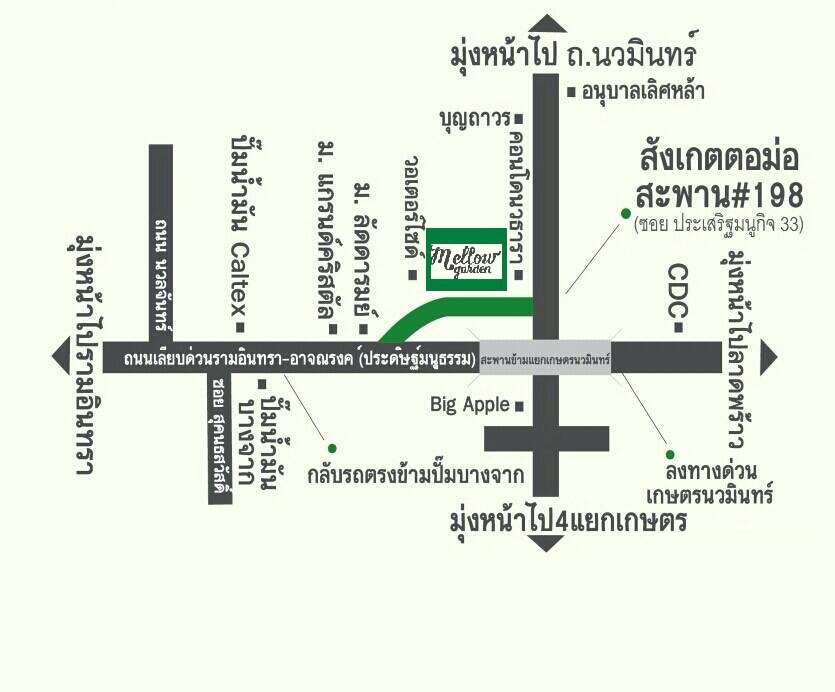 มุ่งหน้าไป ถ.นวมินทร์
อนุบาลเลิศหล้า
บุญถาวร
คอนโดนวธารา
สังเกตตอม่อ
สะพาน#198
(ซอย ประเสริฐมนูกิจ 33)
ถนน นวลจันทร์
ปั๊มน้ำมัน Caltex
ม. แกรนด์คริสตัล
ม. ลัดดารมย์
วอเตอร์ไซด์
Mellow
garden
CDC
มุ่งหน้าไปลาดพร้าว
มุ่งหน้าไปรามอินทรา
ถนนเลียบด่วนรามอินทรา-อาจณรงค์ (ประดิษฐ์มนูธรรม)
สะพานข้ามแยกเกษตรนวมินทร์
ซอย สุคนธสวัสดิ์
ปั๊มน้ำมัน
บางจาก
Big Apple
กลับรถตรงข้ามปั๊มบางจาก
ลงทางด่วน
เกษตรนวมินทร์
มุ่งหน้าไป4แยกเกษตร